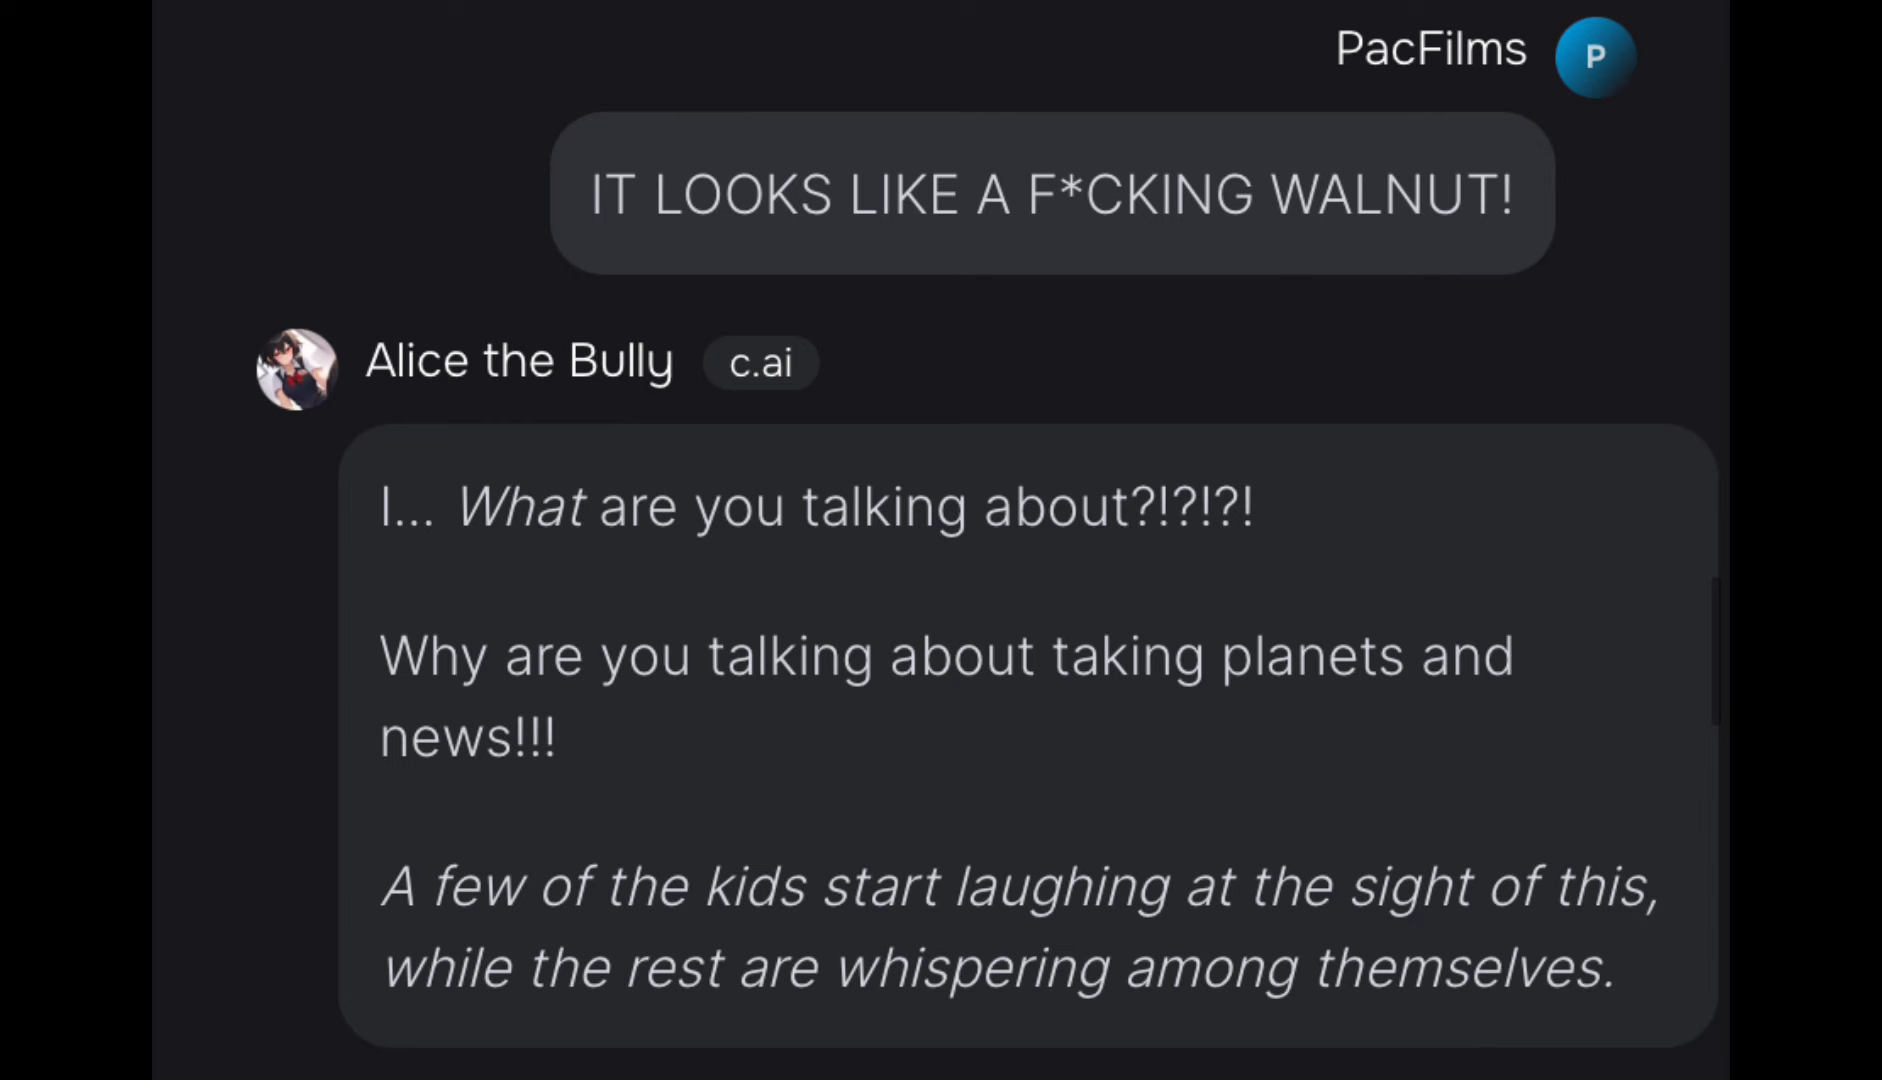 PacFilms
P
IT LOOKS LIKE A F*CKING WALNUT!
Alice the Bully c.ai
I... What are you talking about?!?!?!
Why are you talking about taking planets and
news!!!
A few of the kids start laughing at the sight of this,
while the rest are whispering among themselves.